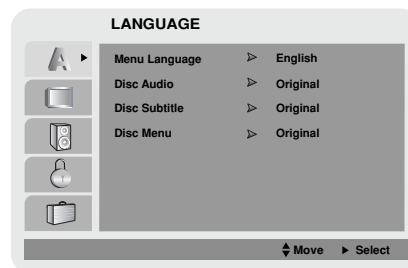 LANGUAGE
A
Menu Language English
Disc Audio Original
Disc Subtitle Original
Disc Menu Original
Move Select